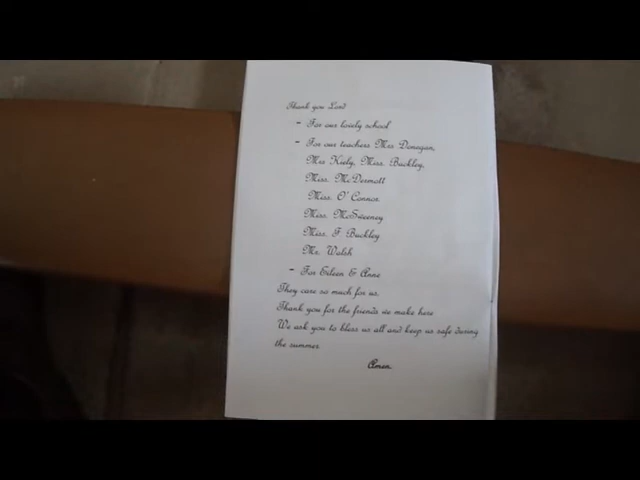 Thank you Lord
- For our lovely school
- For our teachers Mrs Donogan,
Mrs Kiely, Miss. Buckley,
Miss. McDermott
Miss. O' Connor
Miss. McSweeney
Miss. F Buckley
Mr. Walsh
- For Eileen & Anne
They care so much for us.
Thank you for the friends we make here
We ask you to bless us all and keep us safe during
the summer
Amen.